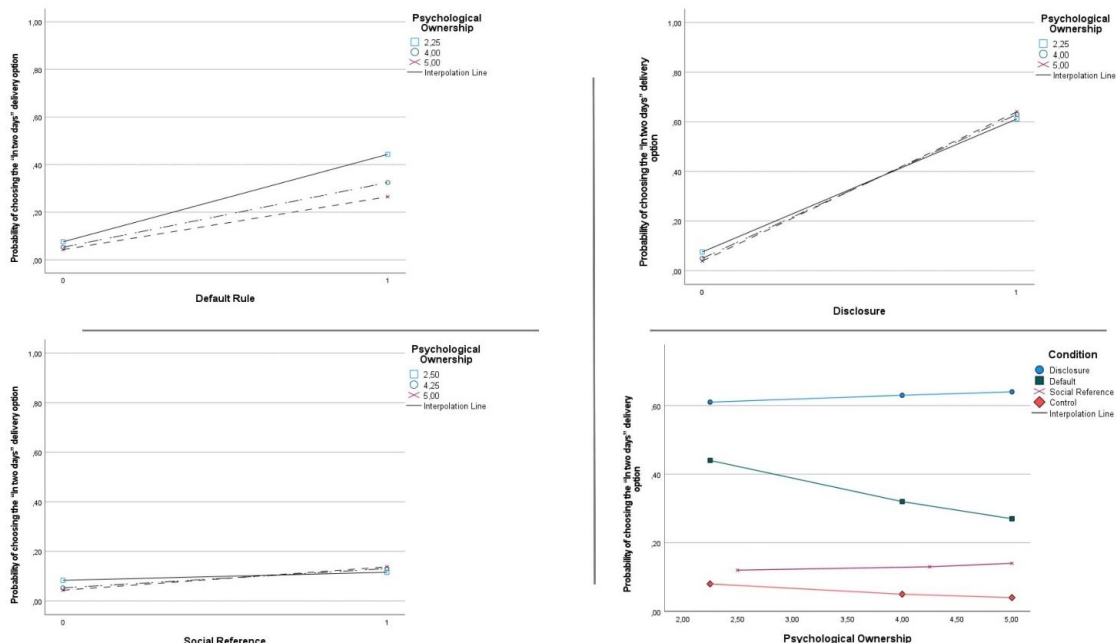 Probability of choosing the “In two days” delivery option
1,00
,80
,60
,40
,20
,00
0
1
Default Rule
Psychological
Ownership
2,25
4,00
5,00
Interpolation Line
Probability of choosing the “In two days” delivery
option
1,00
,80
,60
,40
,20
,00
0
1
Disclosure
Psychological
Ownership
2,25
4,00
5,00
Interpolation Line
Probability of choosing the “In two days” delivery option
1,00
,80
,60
,40
,20
,00
0
1
Social Reference
Psychological
Ownership
2,50
4,25
5,00
Interpolation Line
Probability of choosing the “In two days” delivery
option
,60
,40
,20
,00
2,00
2,50
3,00
3,50
4,00
4,50
5,00
Psychological Ownership
Condition
Disclosure
Default
Social Reference
Control
Interpolation Line